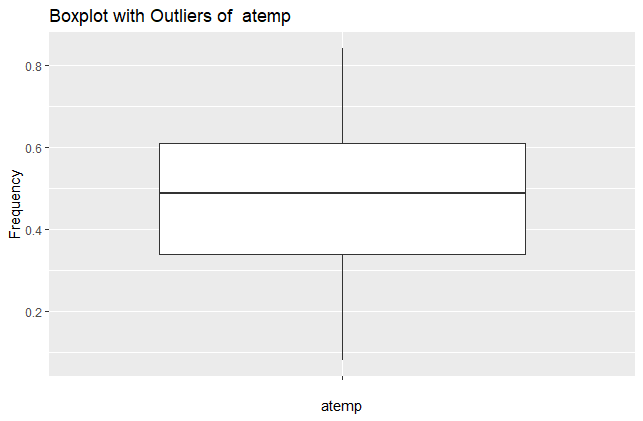 Boxplot with Outliers of  atemp
Frequency
0.8
0.6
0.4
0.2
atemp